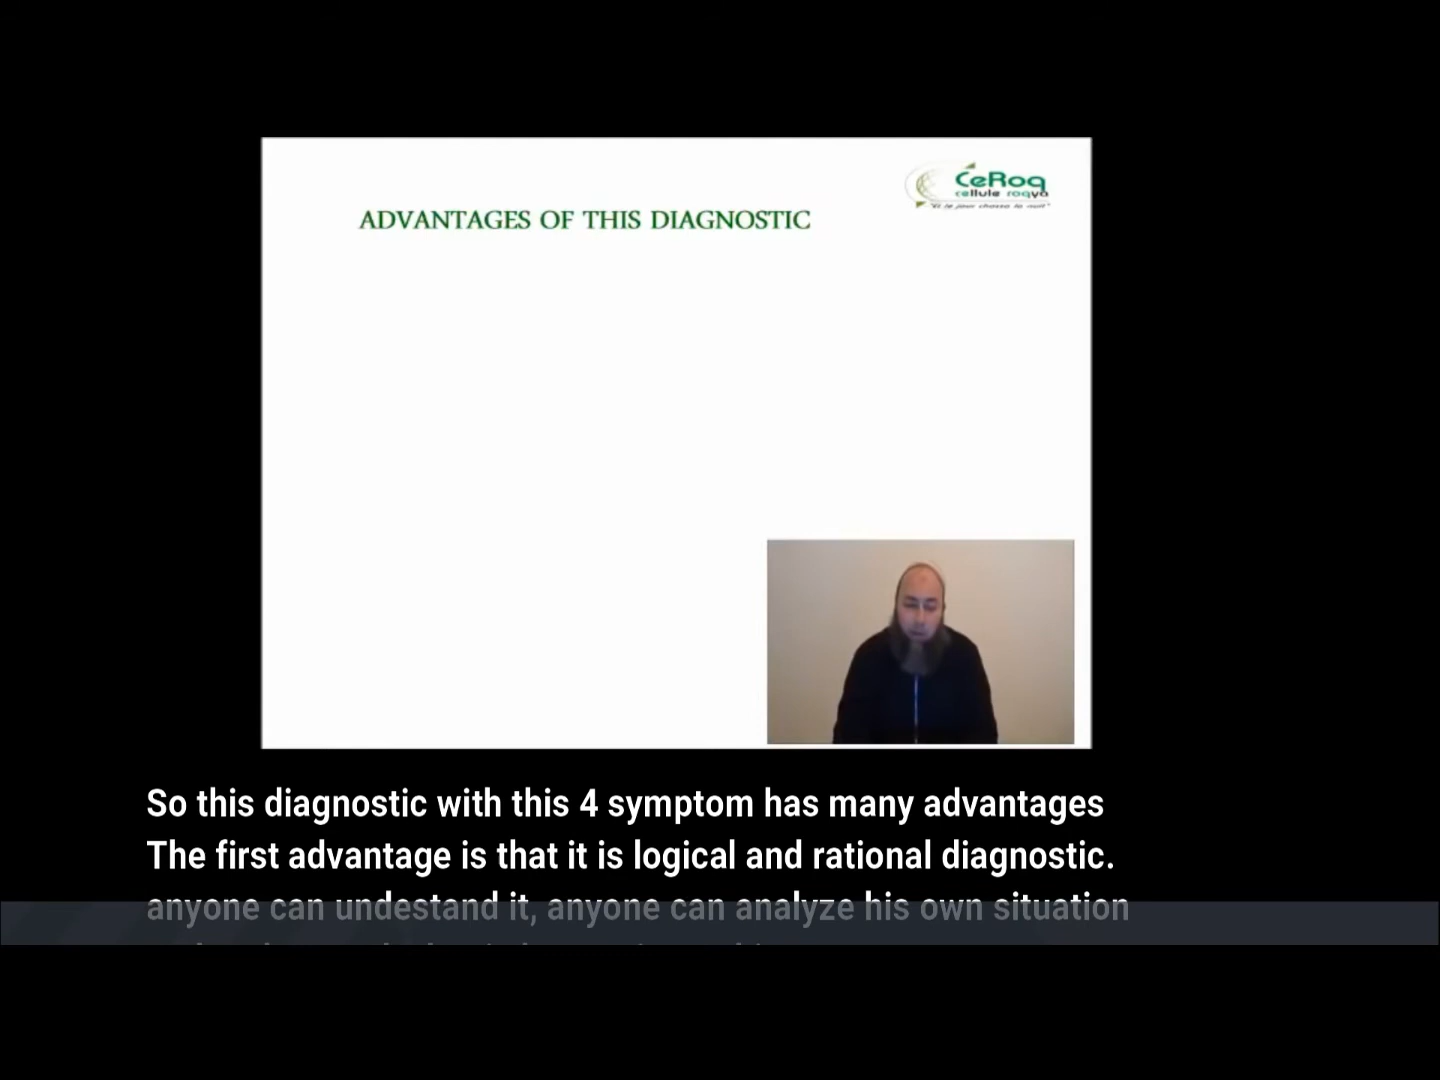 CeRoq
cellule roqya
ADVANTAGES OF THIS DIAGNOSTIC
So this diagnostic with this 4 symptom has many advantages
The first advantage is that it is logical and rational diagnostic.
anyone can undestand it, anyone can analyze his own situation